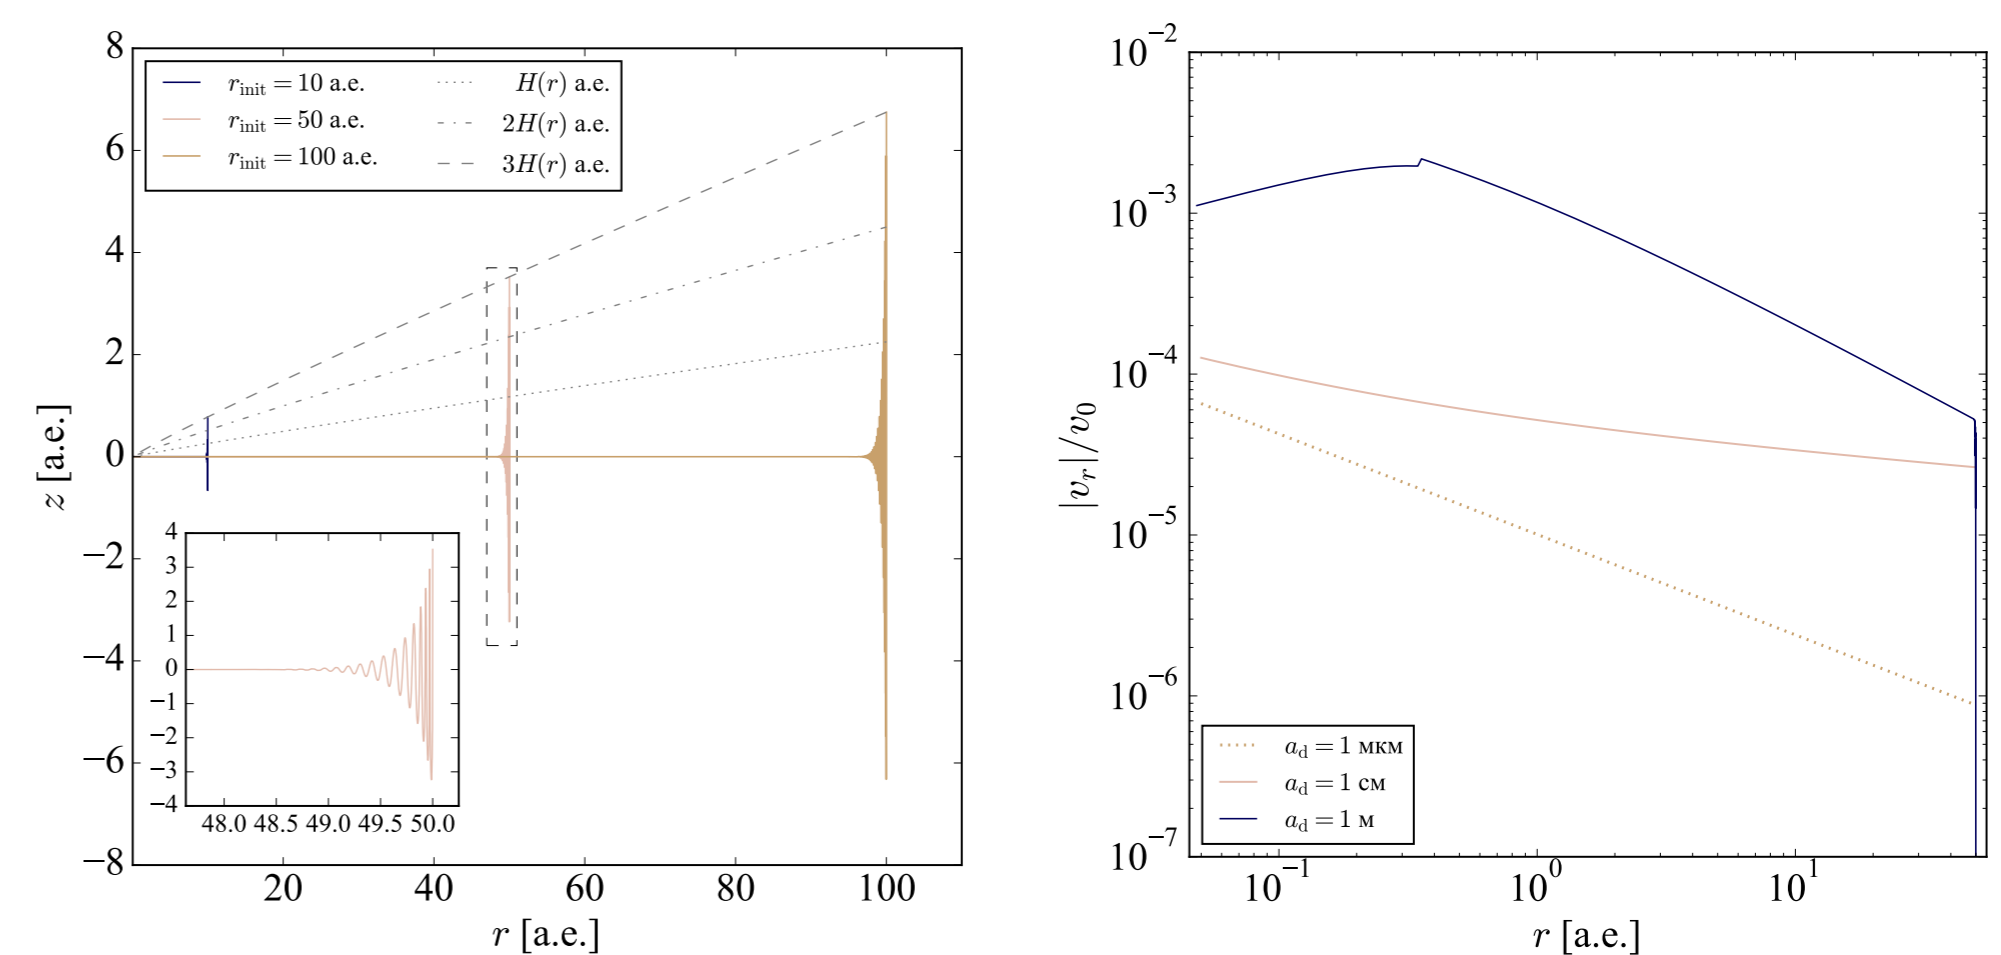 8
6
4
2
0
−2
−4
−6
−8
z [a.e.]
r_init = 10 a.e.
r_init = 50 a.e.
r_init = 100 a.e.
H(r) a.e.
2H(r) a.e.
3H(r) a.e.
4
3
2
1
0
−1
−2
−3
−4
48.0 48.5 49.0 49.5 50.0
20 40 60 80 100
r [a.e.]
10^−2
10^−3
10^−4
10^−5
10^−6
10^−7
|v_r|/v_0
a_d = 1 мкм
a_d = 1 см
a_d = 1 м
10^−1 10^0 10^1
r [a.e.]